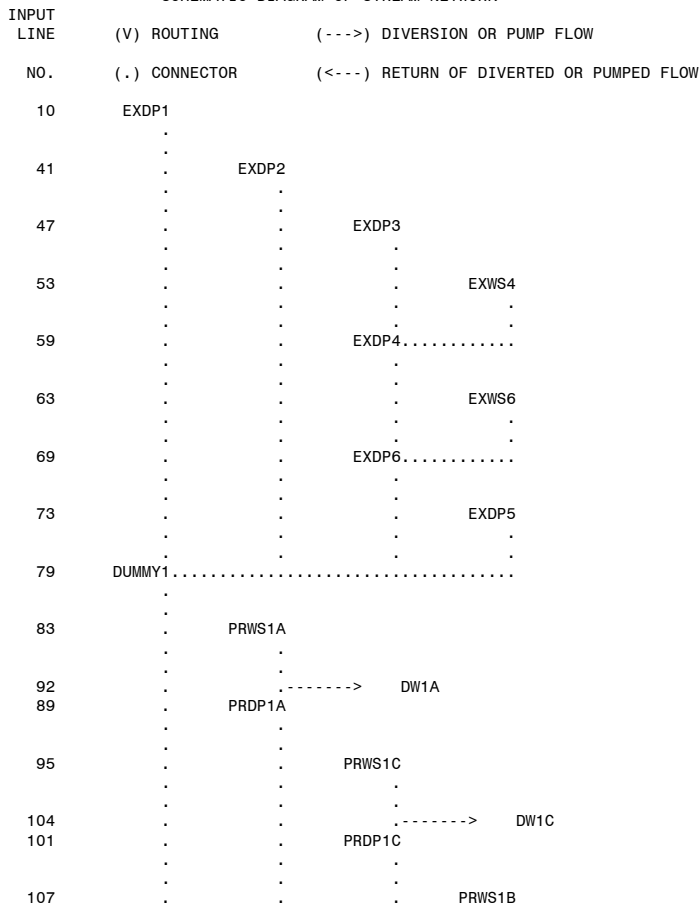 INPUT
LINE (V) ROUTING (--->) DIVERSION OR PUMP FLOW
NO. (.) CONNECTOR (<---) RETURN OF DIVERTED OR PUMPED FLOW
10 EXDP1
.
.
41 . EXDP2
. .
. .
47 . . EXDP3
. . .
. . .
53 . . . EXWS4
. . . .
. . . .
59 . . EXDP4............
. . .
. . .
63 . . . EXWS6
. . . .
. . . .
69 . . EXDP6............
. . .
. . .
73 . . . EXDP5
. . . .
. . . .
79 DUMMY1....................................
.
.
83 . PRWS1A
. .
. .
92 . .-------> DW1A
89 . PRDP1A
. .
. .
95 . . PRWS1C
. . .
. . .
104 . . .-------> DW1C
101 . . PRDP1C
. . .
. . .
107 . . . PRWS1B